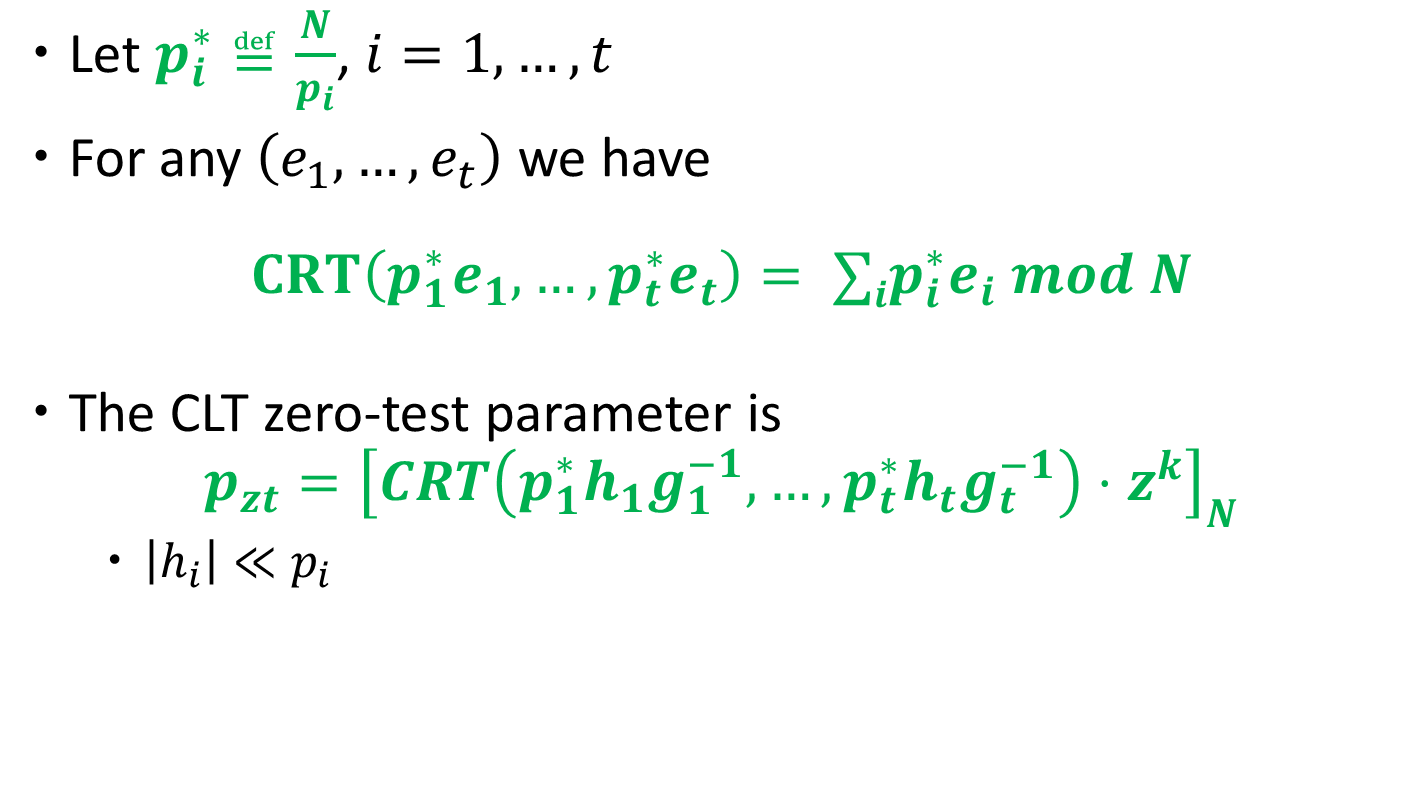 • Let p_i^* ≝ N/p_i, i = 1, … , t
• For any (e_1, … , e_t) we have
CRT(p_1^* e_1, … , p_t^* e_t) = ∑_i p_i^* e_i mod N
• The CLT zero-test parameter is
p_zt = [CRT(p_1^* h_1 g_1^{-1}, … , p_t^* h_t g_t^{-1}) · z^k]_N
• |h_i| ≪ p_i